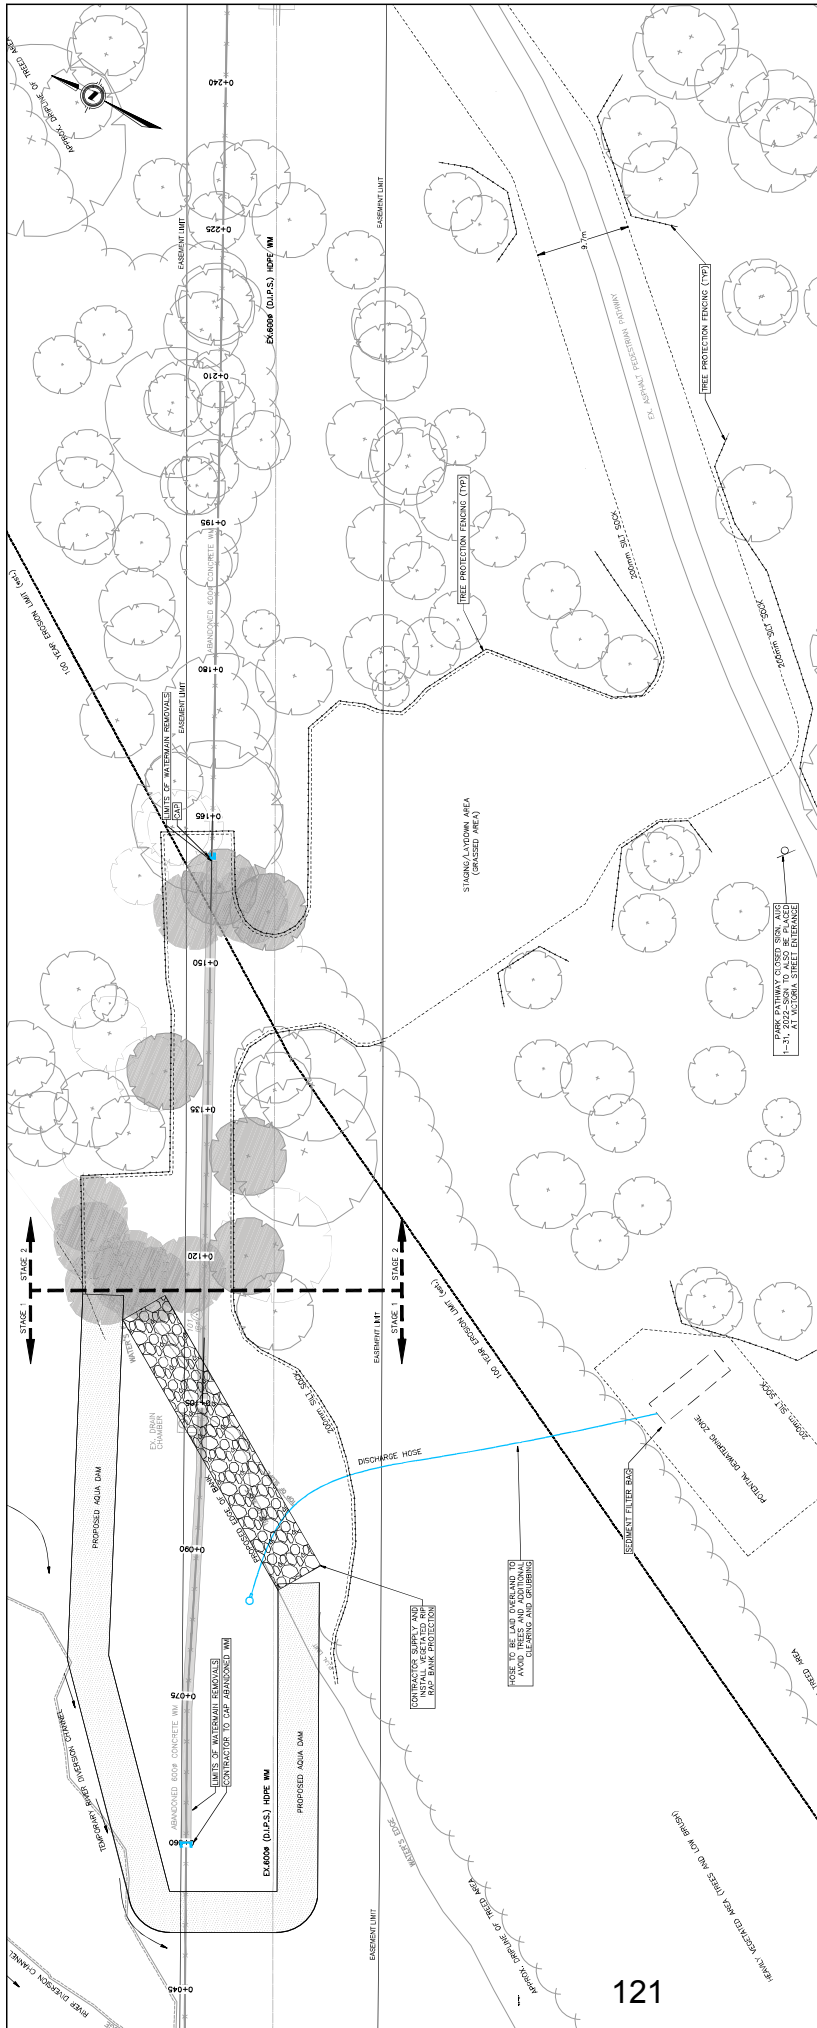 0+240
APPROX. DRIPLINE OF TREED AREA
EASEMENT LIMIT
EASEMENT LIMIT
0+225
EX.600ø (D.I.P.S.) HDPE WM
9.7m
TREE PROTECTION FENCING (TYP)
EX. ASPHALT PEDESTRIAN PATHWAY
0+210
TREE PROTECTION FENCING (TYP)
0+195
200mm SILT SOCK
ABANDONED 600ø CONCRETE WM
100 YEAR EROSION LIMIT (est.)
200mm SILT SOCK
0+180
EASEMENT LIMIT
LIMITS OF WATERMAIN REMOVALS
CAP
0+165
STAGING/LAYDOWN AREA
(GRASSED AREA)
PARK PATHWAY CLOSED SIGN, AUG
1-31, 2022-SIGN TO ALSO BE PLACED
AT VICTORIA STREET ENTERANCE
0+150
0+135
0+120
STAGE 2
STAGE 1
STAGE 2
STAGE 1
EASEMENT LIMIT
100 YEAR EROSION LIMIT (est.)
WATER'S
0+105
EX. DRAIN
CHAMBER
200mm SILT SOCK
200mm SILT SOCK
POTENTIAL DEWATERING ZONE
DISCHARGE HOSE
SEDIMENT FILTER BAG
PROPOSED AQUA DAM
PROPOSED EDGE OF BANK
0+090
HOSE TO BE LAID OVERLAND TO
AVOID TREES AND ADDITIONAL
CLEARING AND GRUBBING
CONTRACTOR SUPPLY AND
INSTALL VEGETATED RIP
RAP BANK PROTECTION
0+075
LIMITS OF WATERMAIN REMOVALS
CONTRACTOR TO CAP ABANDONED WM
ABANDONED 600ø CONCRETE WM
TEMPORARY RIVER DIVERSION CHANNEL
PROPOSED AQUA DAM
TREED AREA
0+060
EX.600ø (D.I.P.S.) HDPE WM
WATER'S EDGE
HEAVILY VEGETATED AREA (TREES AND LOW BRUSH)
APPROX. DRIPLINE OF TREED AREA
EASEMENT LIMIT
0+045
RIVER DIVERSION CHANNEL
121